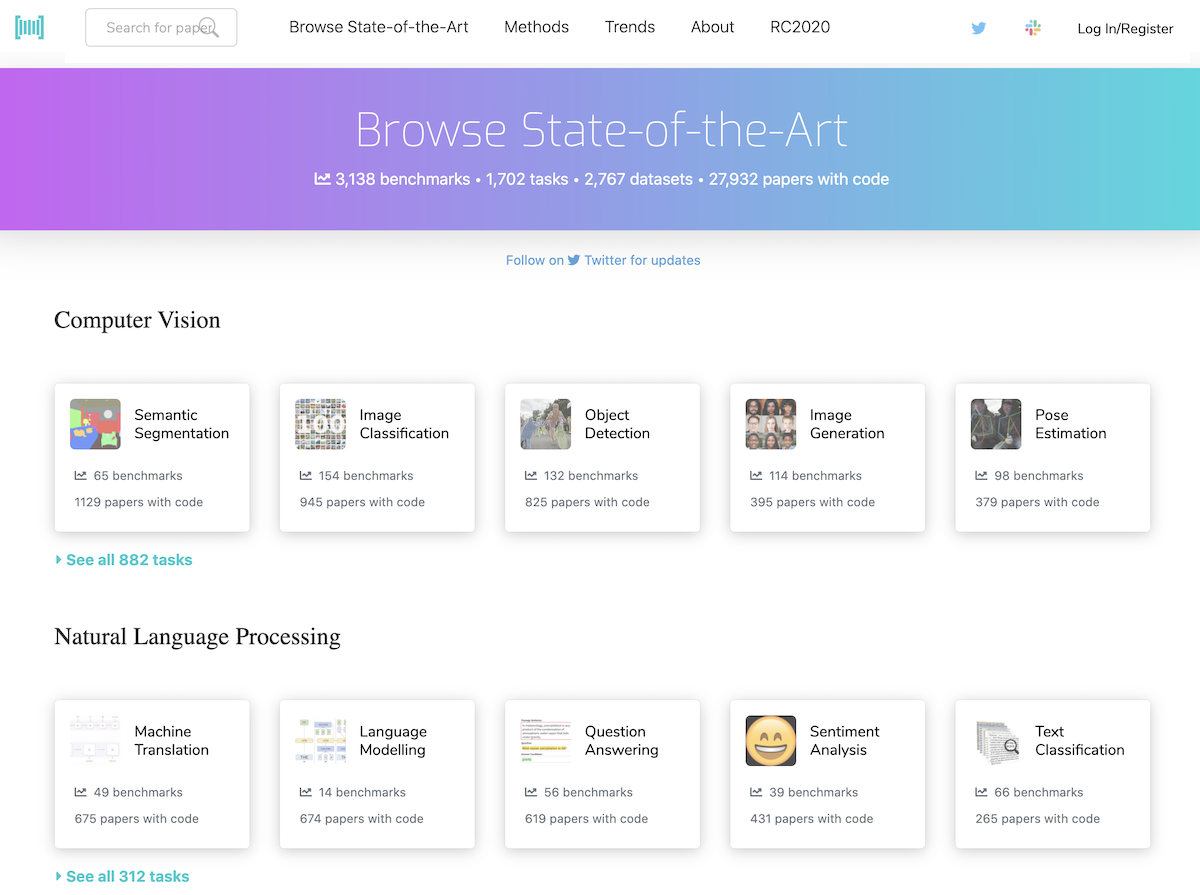 Search for paper
Browse State-of-the-Art
Methods
Trends
About
RC2020
Log In/Register
Browse State-of-the-Art
3,138 benchmarks • 1,702 tasks • 2,767 datasets • 27,932 papers with code
Follow on Twitter for updates
Computer Vision
Semantic
Segmentation
65 benchmarks
1129 papers with code
Image
Classification
154 benchmarks
945 papers with code
Object
Detection
132 benchmarks
825 papers with code
Image
Generation
114 benchmarks
395 papers with code
Pose
Estimation
98 benchmarks
379 papers with code
See all 882 tasks
Natural Language Processing
Machine
Translation
49 benchmarks
675 papers with code
Language
Modelling
14 benchmarks
674 papers with code
Question
Answering
56 benchmarks
619 papers with code
Sentiment
Analysis
39 benchmarks
431 papers with code
Text
Classification
66 benchmarks
265 papers with code
See all 312 tasks